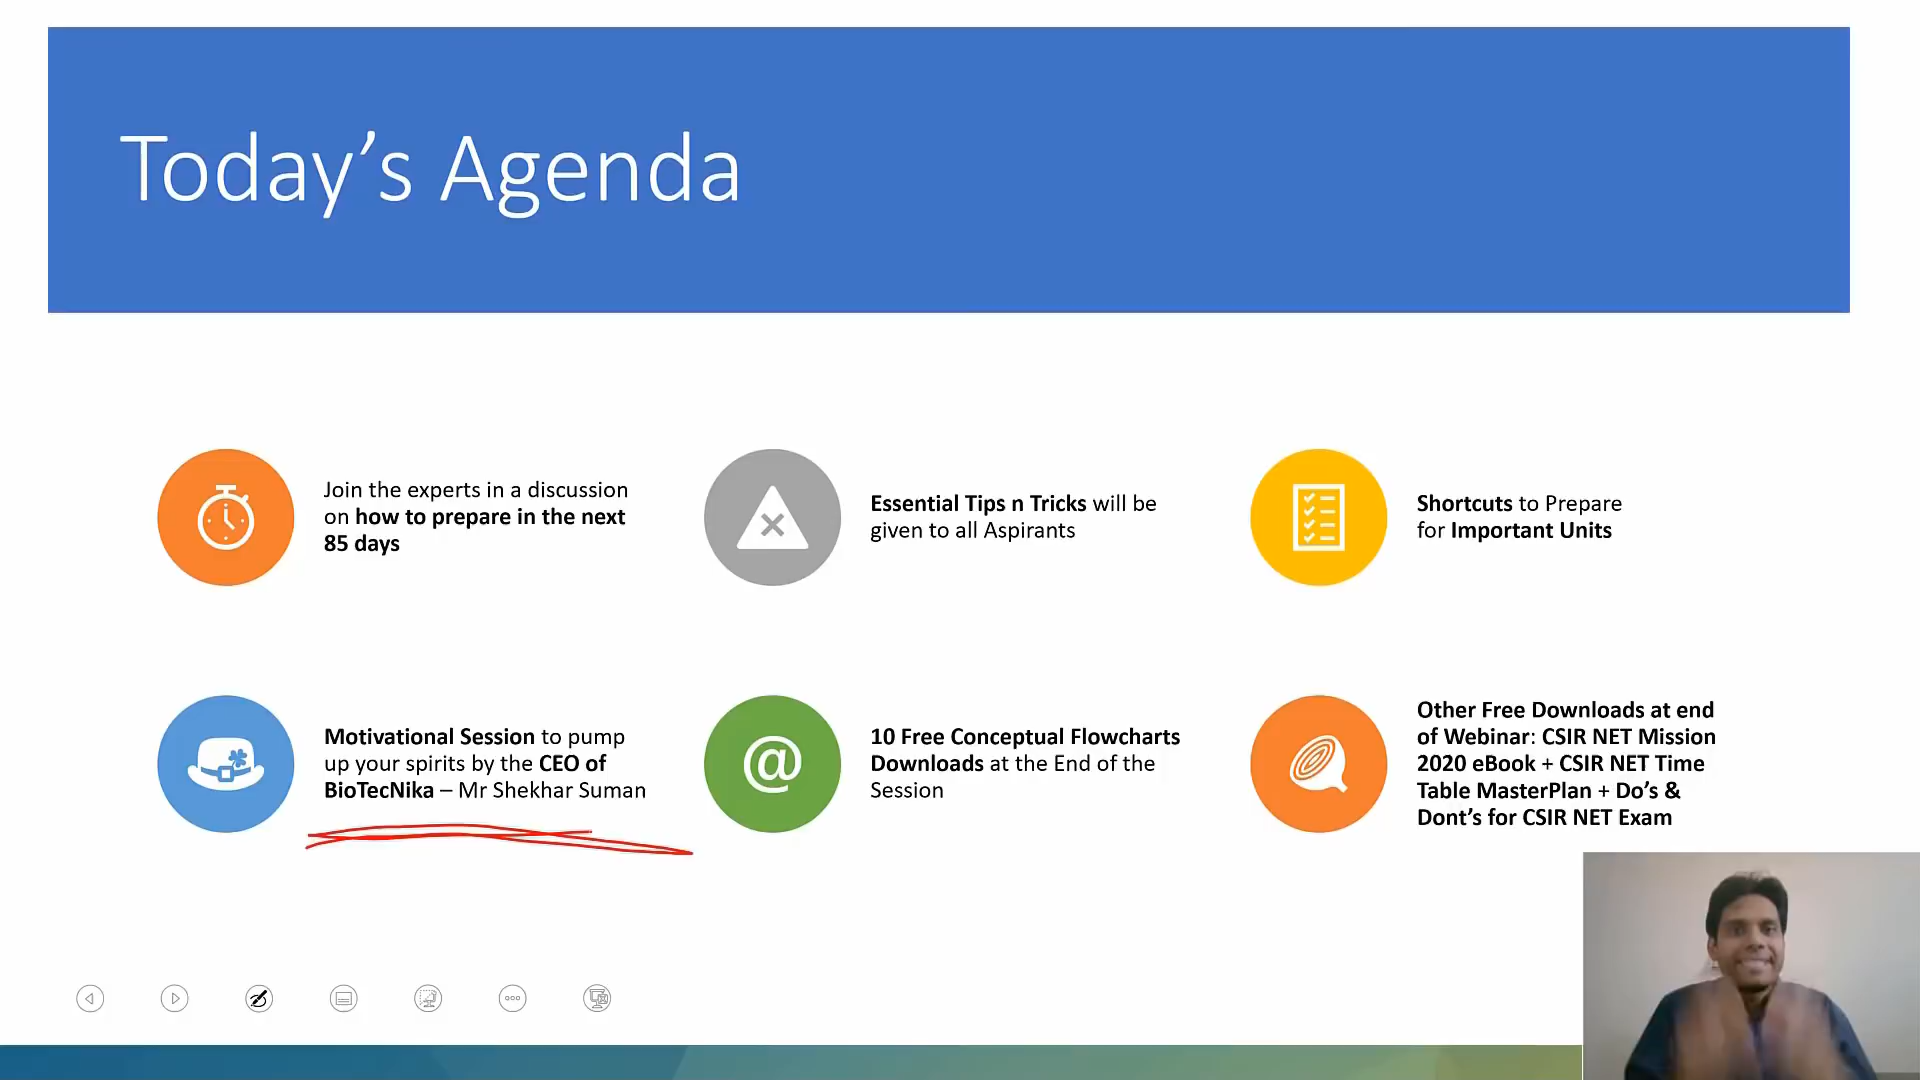 Today’s Agenda
Join the experts in a discussion
on how to prepare in the next
85 days
Essential Tips n Tricks will be
given to all Aspirants
Shortcuts to Prepare
for Important Units
Motivational Session to pump
up your spirits by the CEO of
BioTecNika – Mr Shekhar Suman
@
10 Free Conceptual Flowcharts
Downloads at the End of the
Session
Other Free Downloads at end
of Webinar: CSIR NET Mission
2020 eBook + CSIR NET Time
Table MasterPlan + Do’s &
Dont’s for CSIR NET Exam